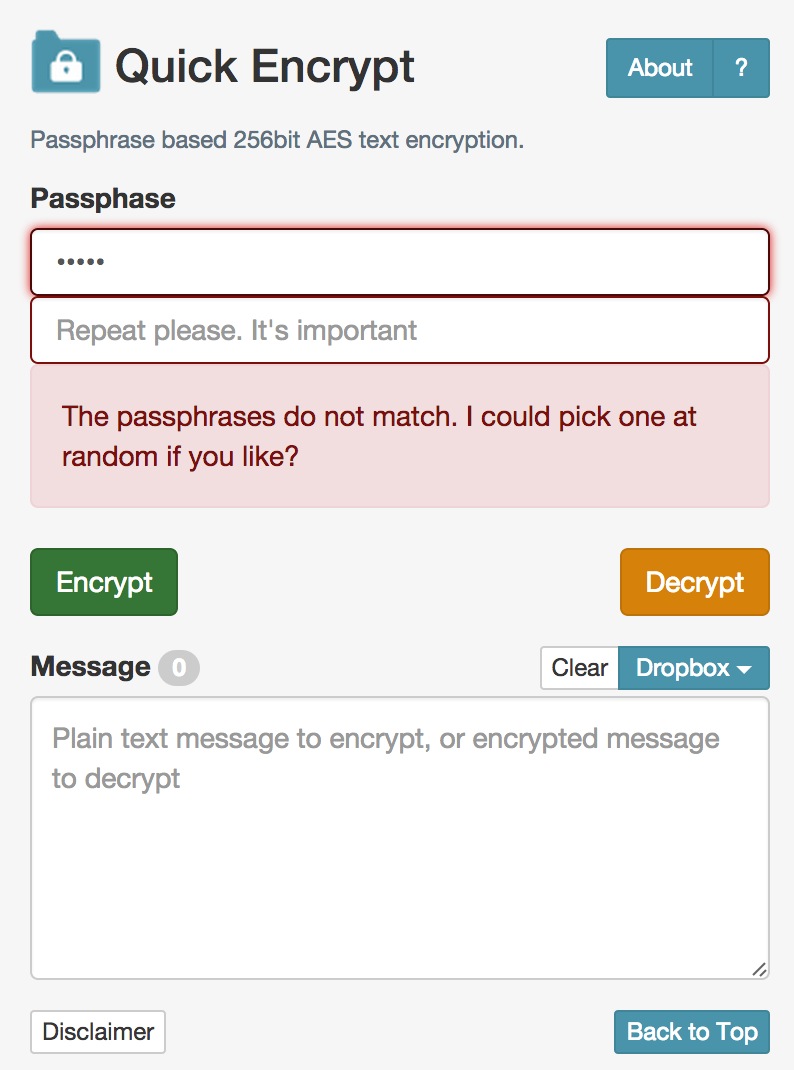 Quick Encrypt
About
?
Passphrase based 256bit AES text encryption.
Passphase
•••••
Repeat please. It's important
The passphrases do not match. I could pick one at
random if you like?
Encrypt
Decrypt
Message 0
Clear
Dropbox
Plain text message to encrypt, or encrypted message
to decrypt
Disclaimer
Back to Top